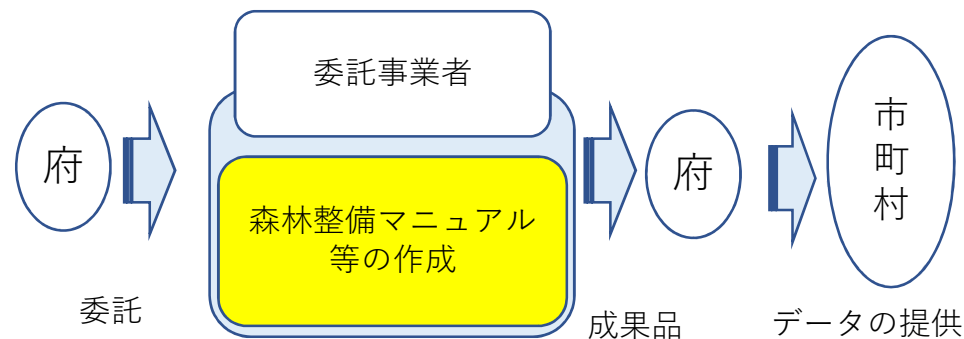 府
委託
委託事業者
森林整備マニュアル
等の作成
成果品
府
データの提供
市
町
村